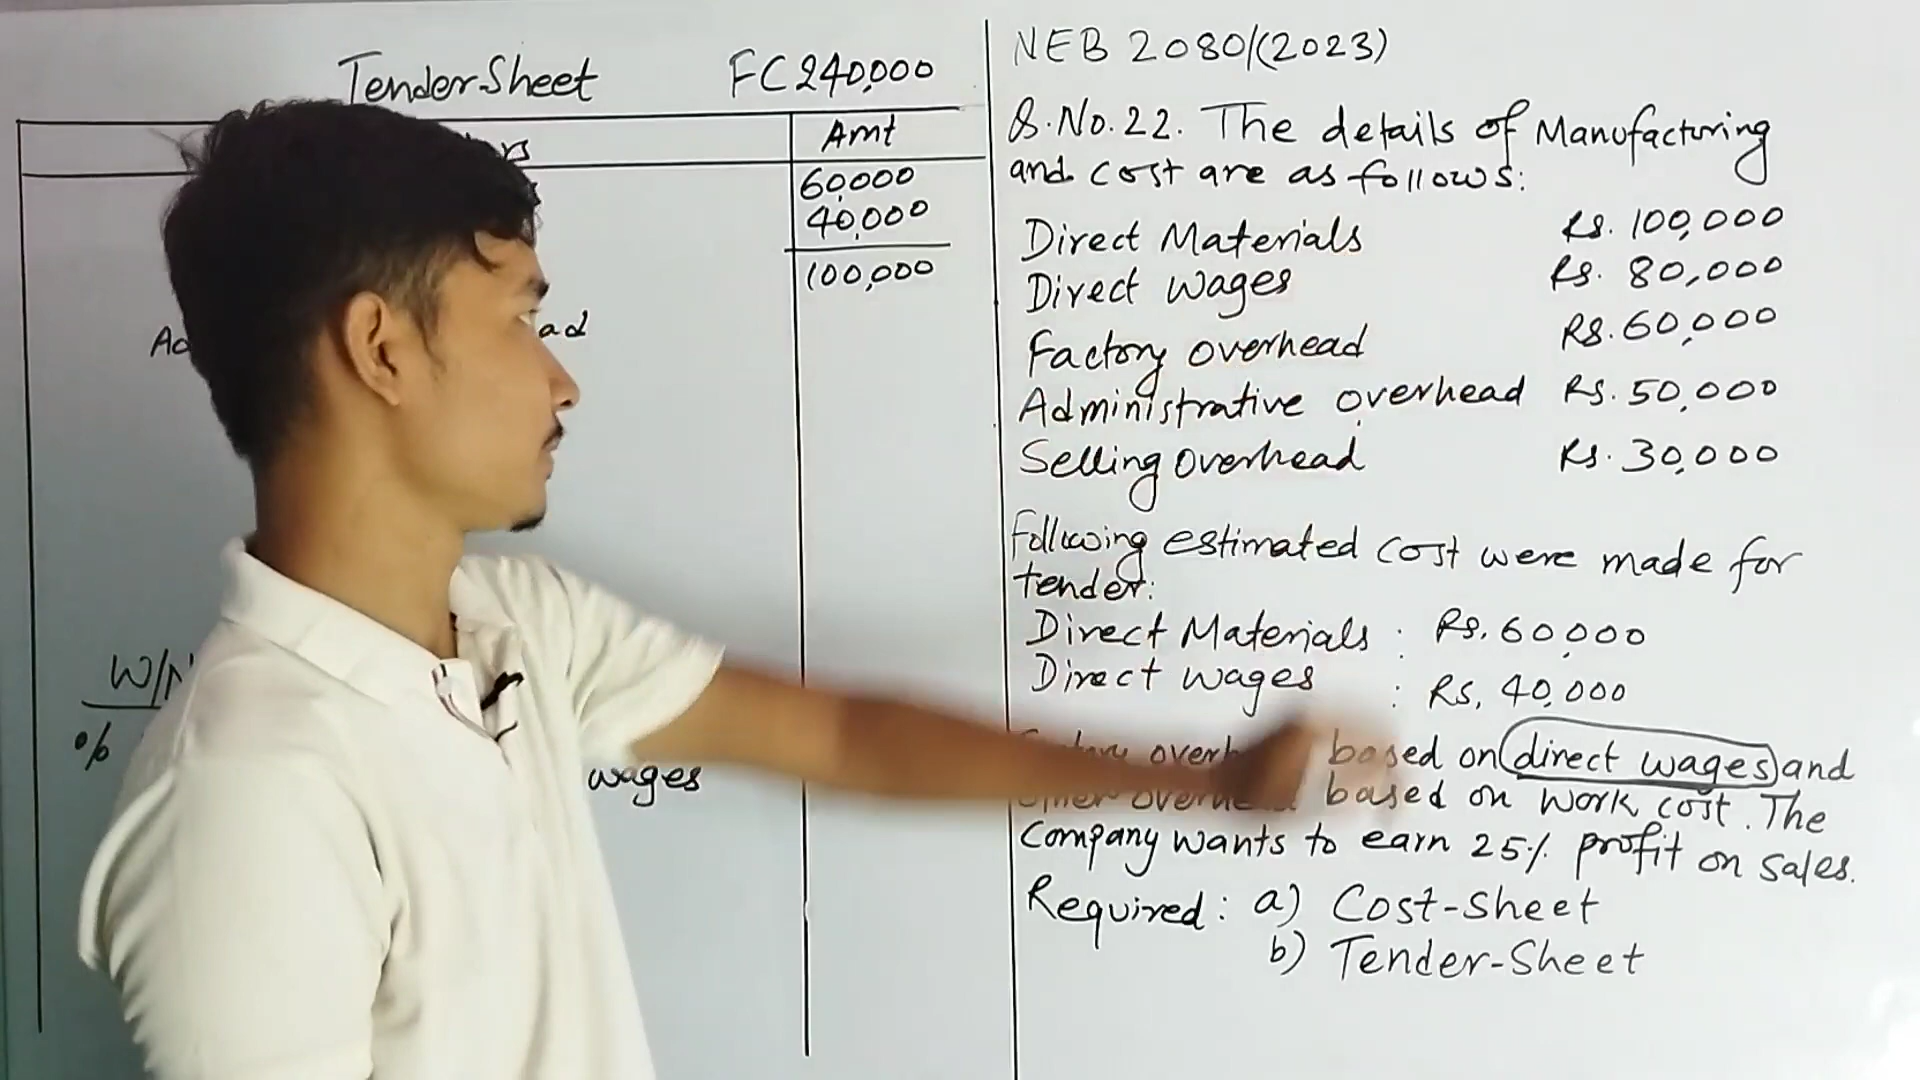 Tender-Sheet FC 240,000
Amt
60,000
40,000
100,000
W/N
%
wages
NEB 2080/(2023)
Q.No.22. The details of Manufacturing
and cost are as follows:
Direct Materials Rs. 100,000
Direct Wages Rs. 80,000
Factory overhead Rs. 60,000
Administrative overhead Rs. 50,000
Selling overhead Rs. 30,000
Following estimated cost were made for
tender:
Direct Materials : Rs. 60,000
Direct wages : Rs, 40,000
based on direct wages and
based on work cost. The
Company wants to earn 25% profit on sales.
Required: a) Cost-Sheet
b) Tender-Sheet